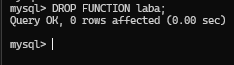 mysql> DROP FUNCTION laba;
Query OK, 0 rows affected (0.00 sec)
mysql>